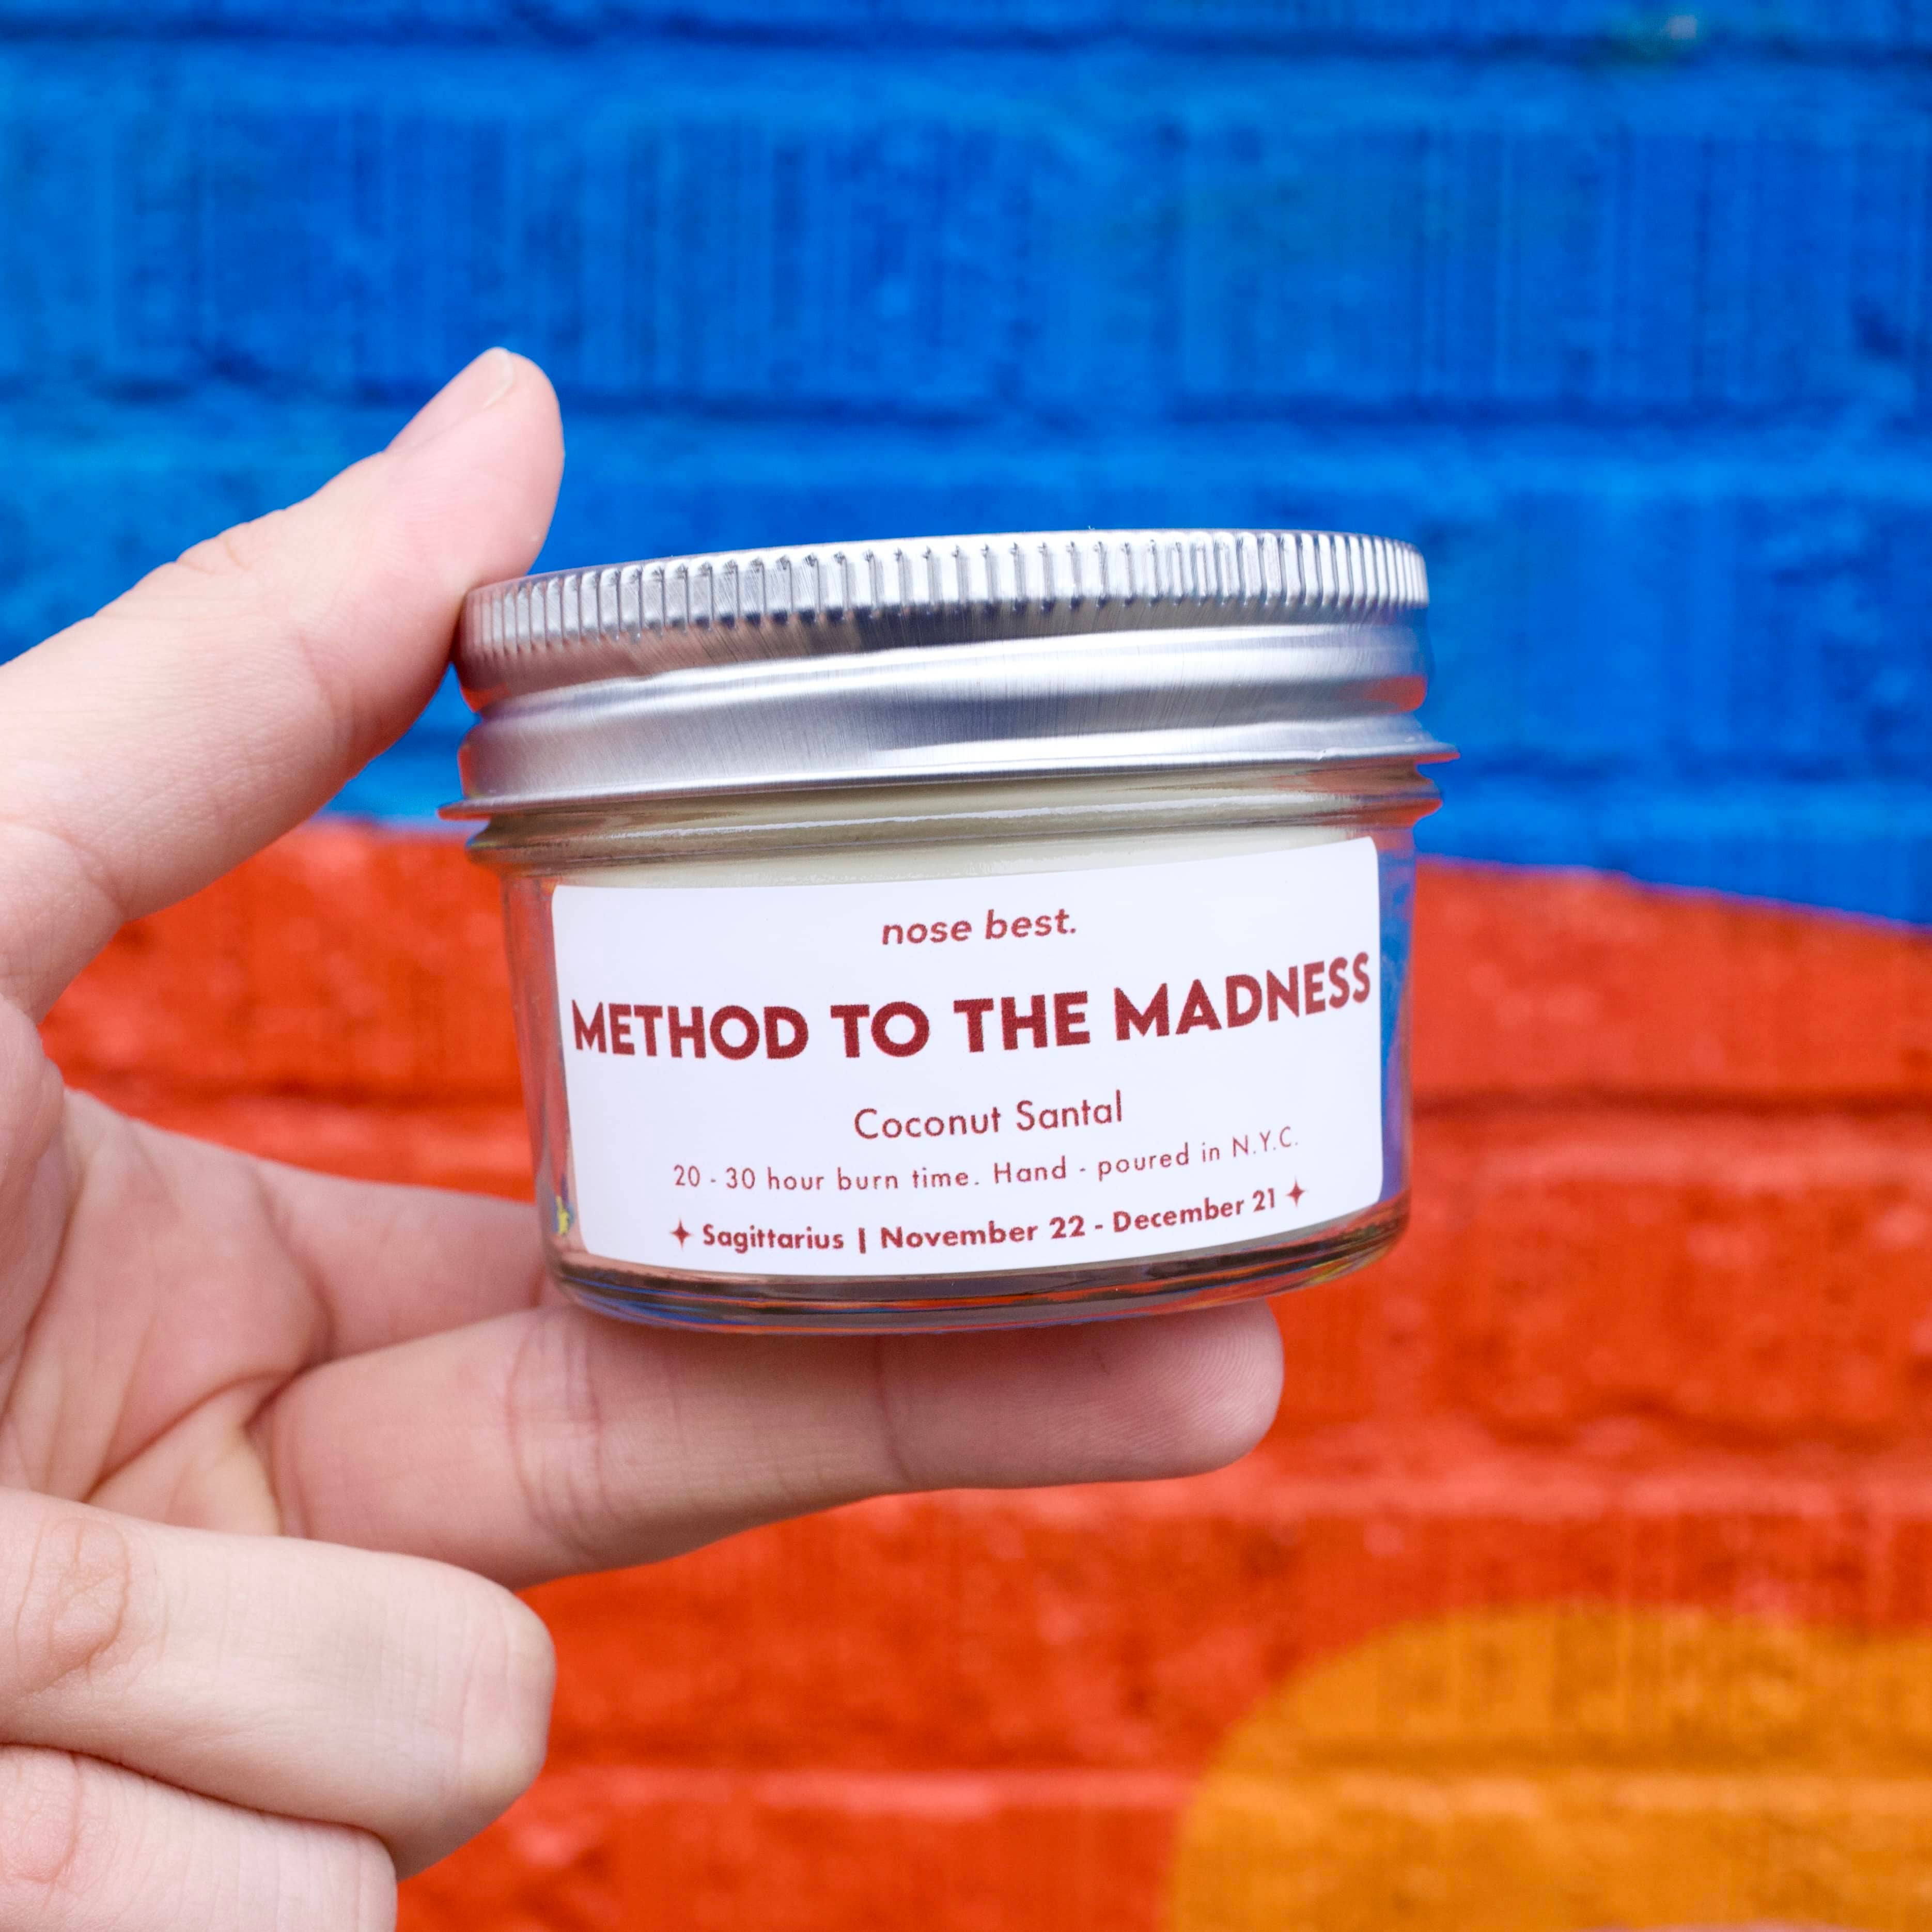 nose best.
METHOD TO THE MADNESS
Coconut Santal
20 - 30 hour burn time. Hand - poured in N.Y.C.
✦ Sagittarius | November 22 - December 21 ✦